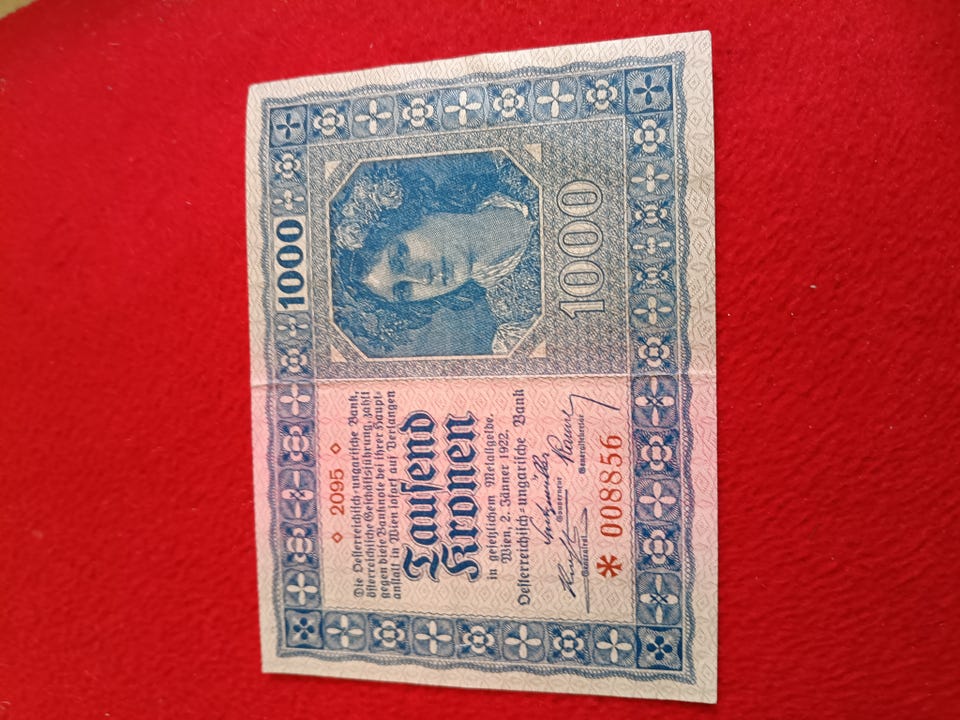 ◇ 2095 ◇
Die Oesterreichisch-ungarische Bank,
österreichische Geschäftsführung, zahlt
gegen diese Banknote bei ihrer Haupt-
anstalt in Wien sofort auf Verlangen
Tausend
Kronen
in gesetzlichem Metallgelde.
Wien, 2. Jänner 1922.
Oesterreichisch-ungarische Bank
Generalrat
Gouverneur
Generalsekretär
* 008856
1000
1000